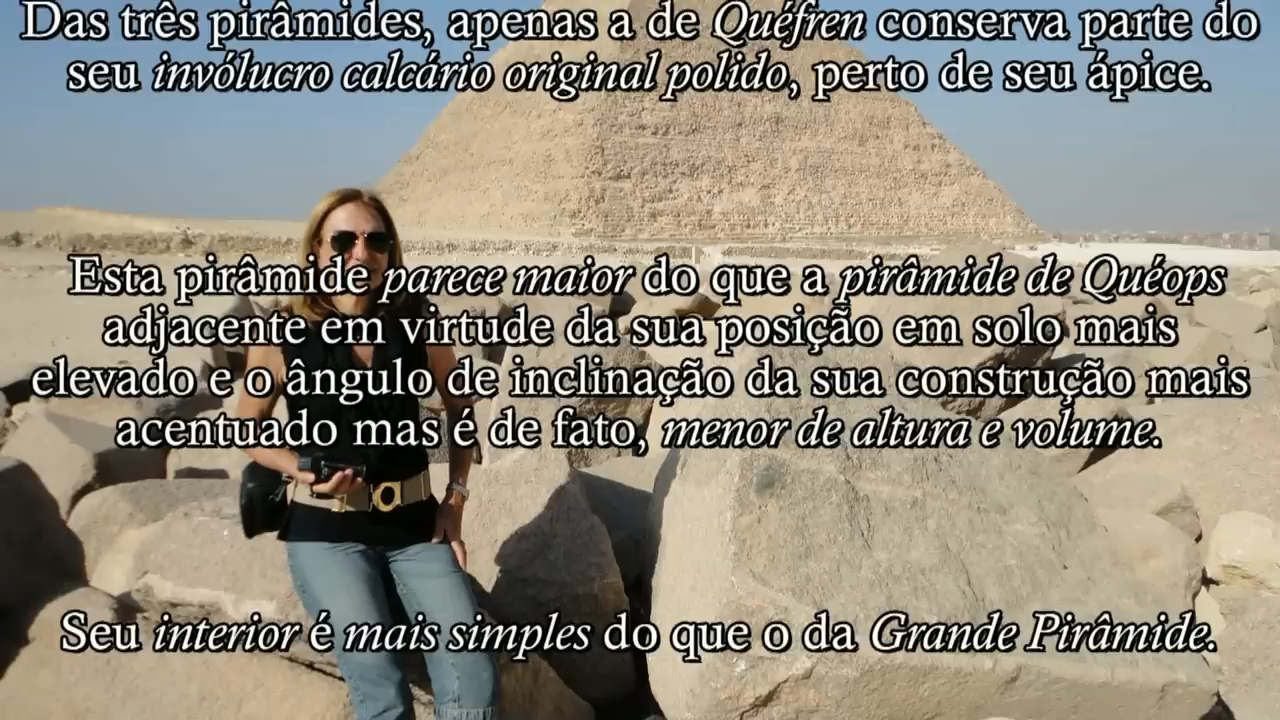 Das três pirâmides, apenas a de Quéfren conserva parte do
seu invólucro calcário original polido, perto de seu ápice.
Esta pirâmide parece maior do que a pirâmide de Quéops
adjacente em virtude da sua posição em solo mais
elevado e o ângulo de inclinação da sua construção mais
acentuado mas é de fato, menor de altura e volume.
Seu interior é mais simples do que o da Grande Pirâmide.